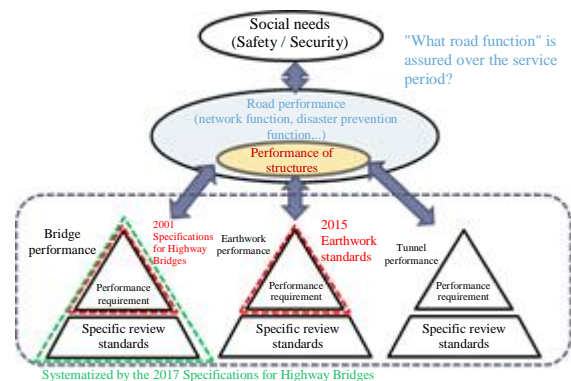 Social needs
(Safety / Security)
"What road function" is
assured over the service
period?
Road performance
(network function, disaster prevention
function,..)
Performance of
structures
Bridge
performance
2001
Specifications
for Highway
Bridges
Earthwork
performance
2015
Earthwork
standards
Tunnel
performance
Performance
requirement
Performance
requirement
Performance
requirement
Specific review
standards
Specific review
standards
Specific review
standards
Systematized by the 2017 Specifications for Highway Bridges